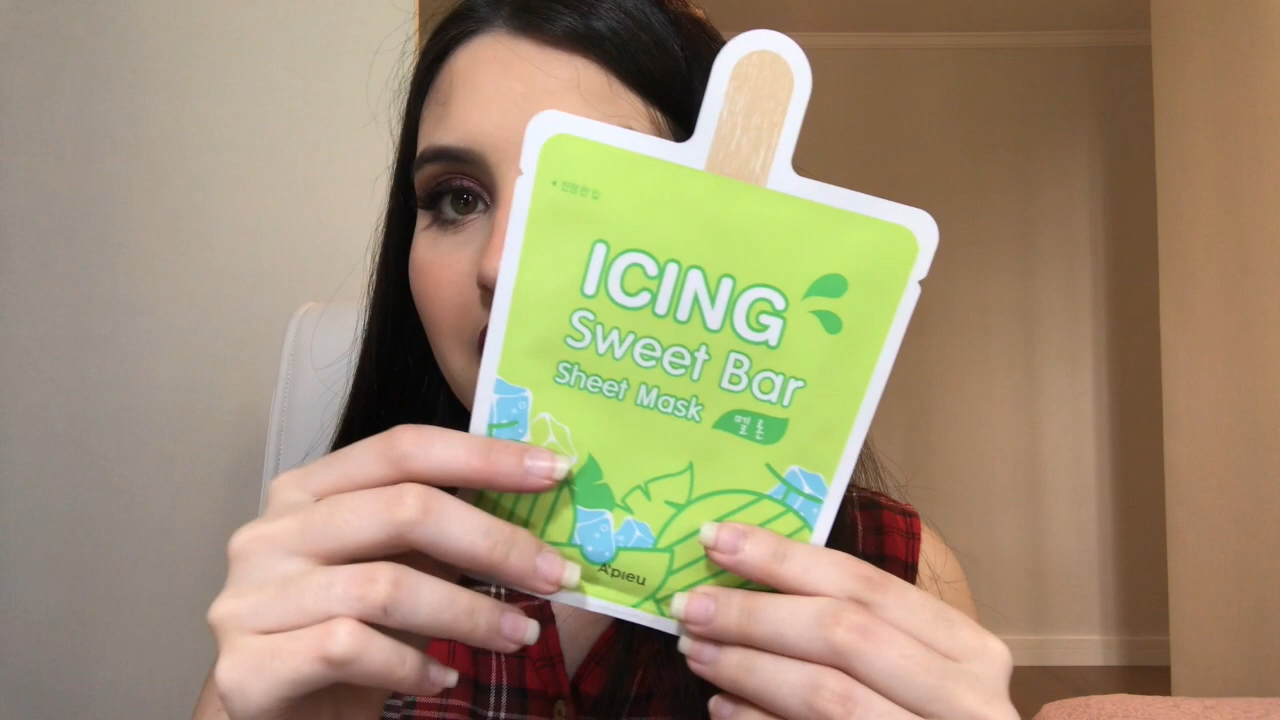 ICING
Sweet Bar
Sheet Mask
멜론
A'pieu